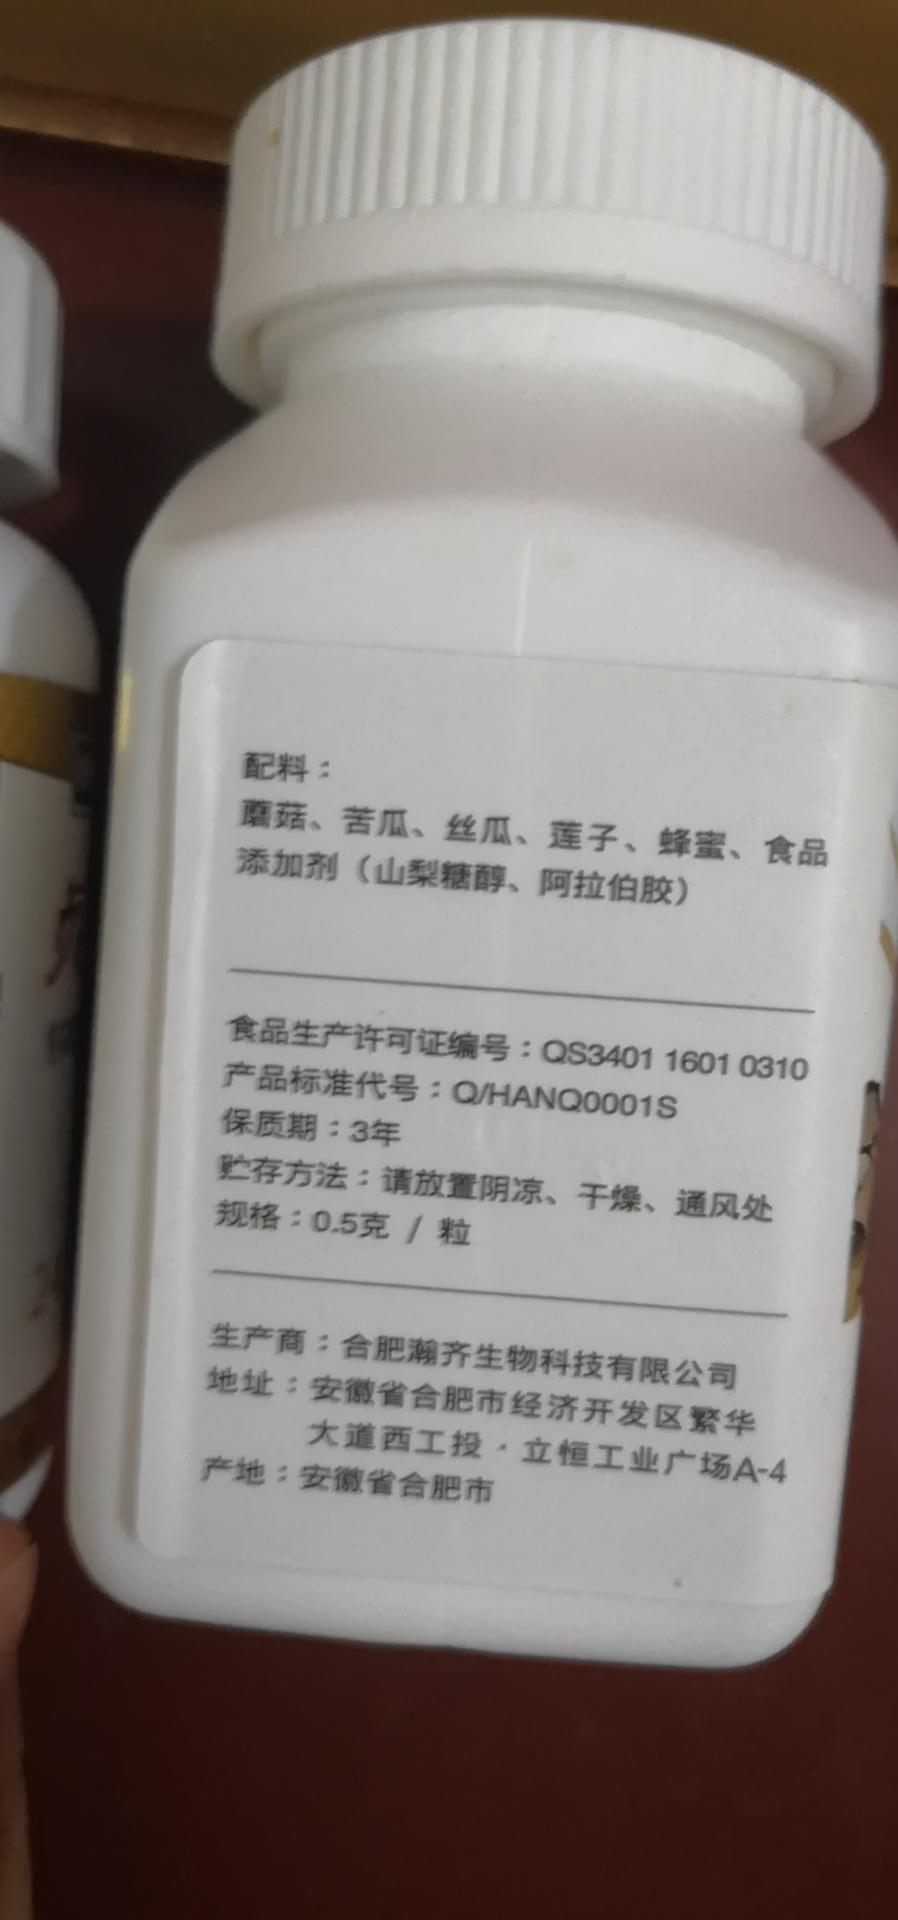 配料：
蘑菇、苦瓜、丝瓜、莲子、蜂蜜、食品
添加剂（山梨糖醇、阿拉伯胶）
食品生产许可证编号：QS3401 1601 0310
产品标准代号：Q/HANQ0001S
保质期：3年
贮存方法：请放置阴凉、干燥、通风处
规格：0.5克 / 粒
生产商：合肥瀚齐生物科技有限公司
地址：安徽省合肥市经济开发区繁华
大道西工投·立恒工业广场A-4
产地：安徽省合肥市